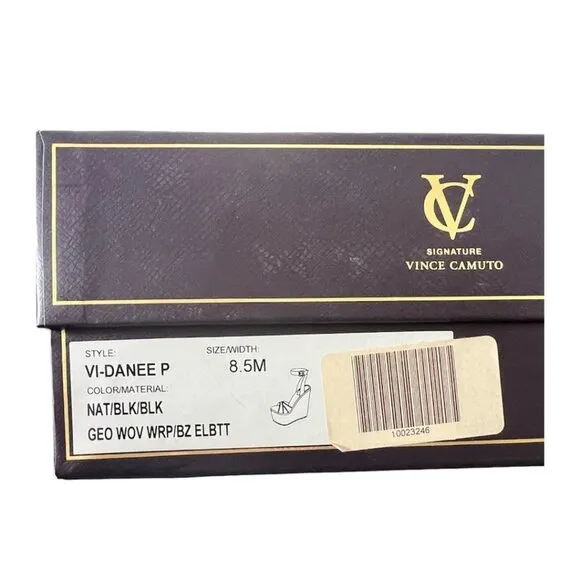 VC
SIGNATURE
VINCE CAMUTO
STYLE: SIZE/WIDTH:
VI-DANEE P 8.5M
COLOR/MATERIAL:
NAT/BLK/BLK
GEO WOV WRP/BZ ELBTT
10023246